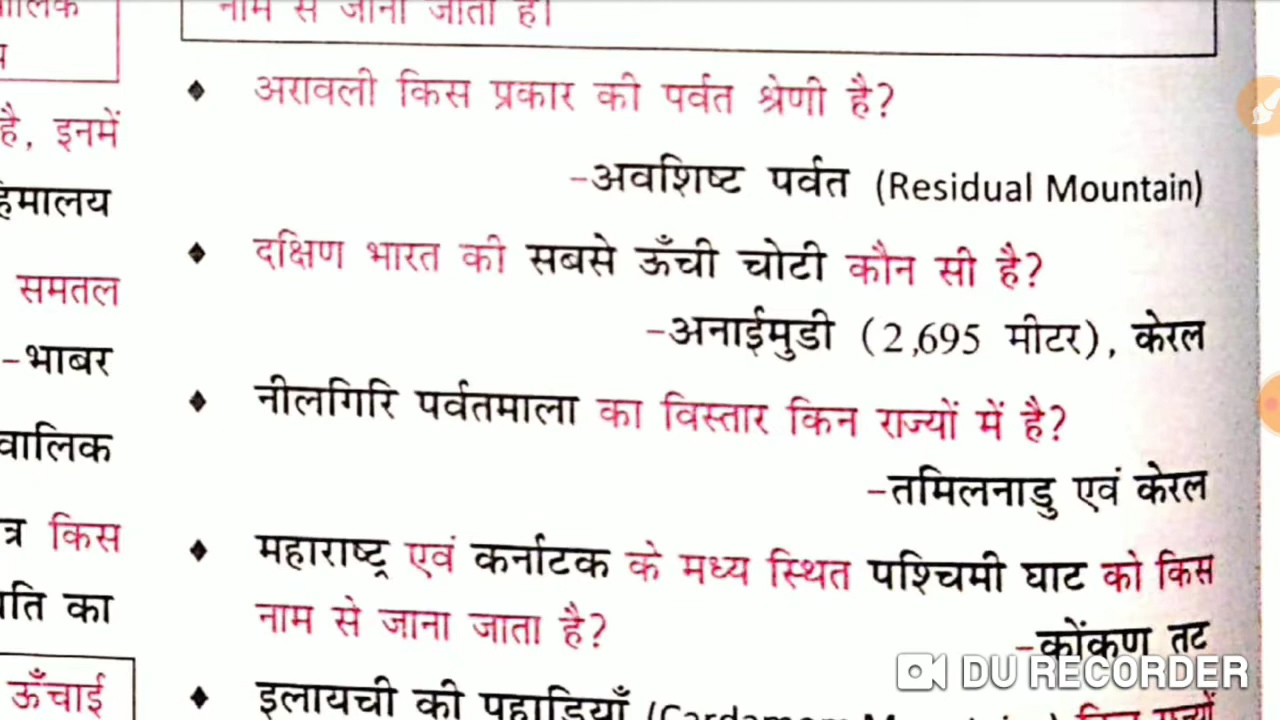 है, इनमें
हिमालय
समतल
-भाबर
किस
ऊँचाई
नाम से जाना जाता है।
◆ अरावली किस प्रकार की पर्वत श्रेणी है?
-अवशिष्ट पर्वत (Residual Mountain)
◆ दक्षिण भारत की सबसे ऊँची चोटी कौन सी है?
-अनाईमुडी (2,695 मीटर), केरल
◆ नीलगिरि पर्वतमाला का विस्तार किन राज्यों में है?
-तमिलनाडु एवं केरल
◆ महाराष्ट्र एवं कर्नाटक के मध्य स्थित पश्चिमी घाट को किस
नाम से जाना जाता है?
-कोंकण तट
◆ इलायची की पहाड़ियाँ
DU RECORDER